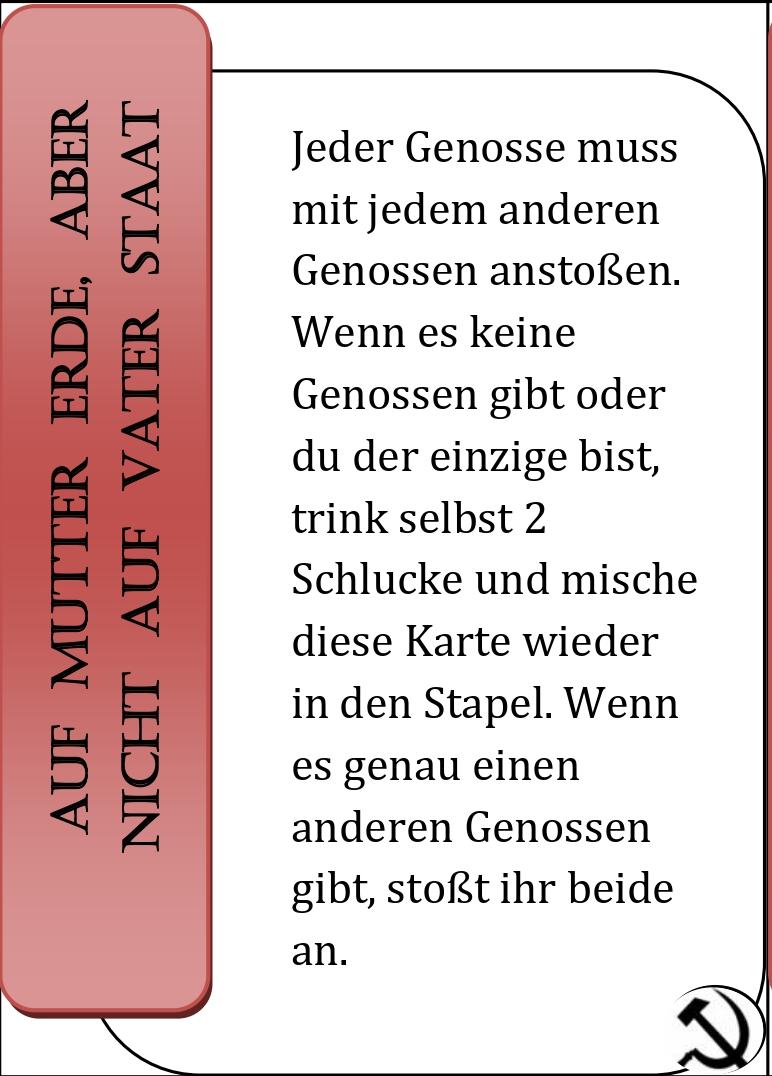 AUF MUTTER ERDE, ABER
NICHT AUF VATER STAAT
Jeder Genosse muss
mit jedem anderen
Genossen anstoßen.
Wenn es keine
Genossen gibt oder
du der einzige bist,
trink selbst 2
Schlucke und mische
diese Karte wieder
in den Stapel. Wenn
es genau einen
anderen Genossen
gibt, stoßt ihr beide
an.